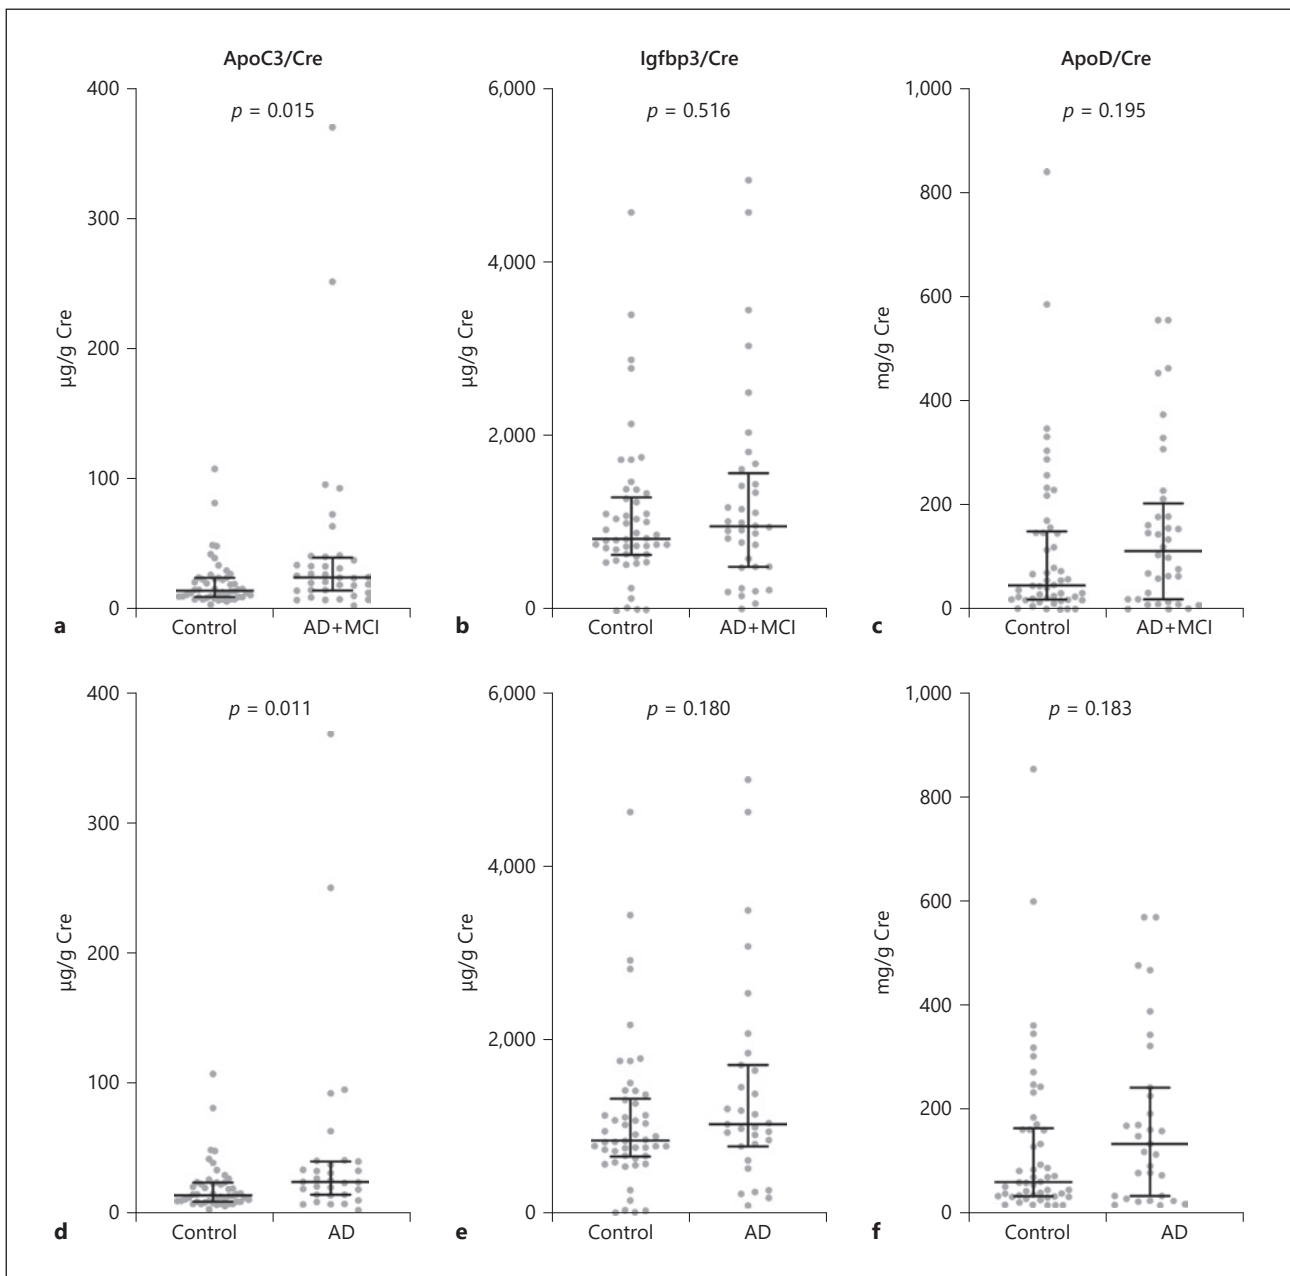 ApoC3/Cre
400
p = 0.015
300
200
100
0
µg/g Cre
a
Control
AD+MCI
Igfbp3/Cre
6,000
p = 0.516
4,000
2,000
0
µg/g Cre
b
Control
AD+MCI
ApoD/Cre
1,000
p = 0.195
800
600
400
200
0
mg/g Cre
c
Control
AD+MCI
400
p = 0.011
300
200
100
0
µg/g Cre
d
Control
AD
6,000
p = 0.180
4,000
2,000
0
µg/g Cre
e
Control
AD
1,000
p = 0.183
800
600
400
200
0
mg/g Cre
f
Control
AD